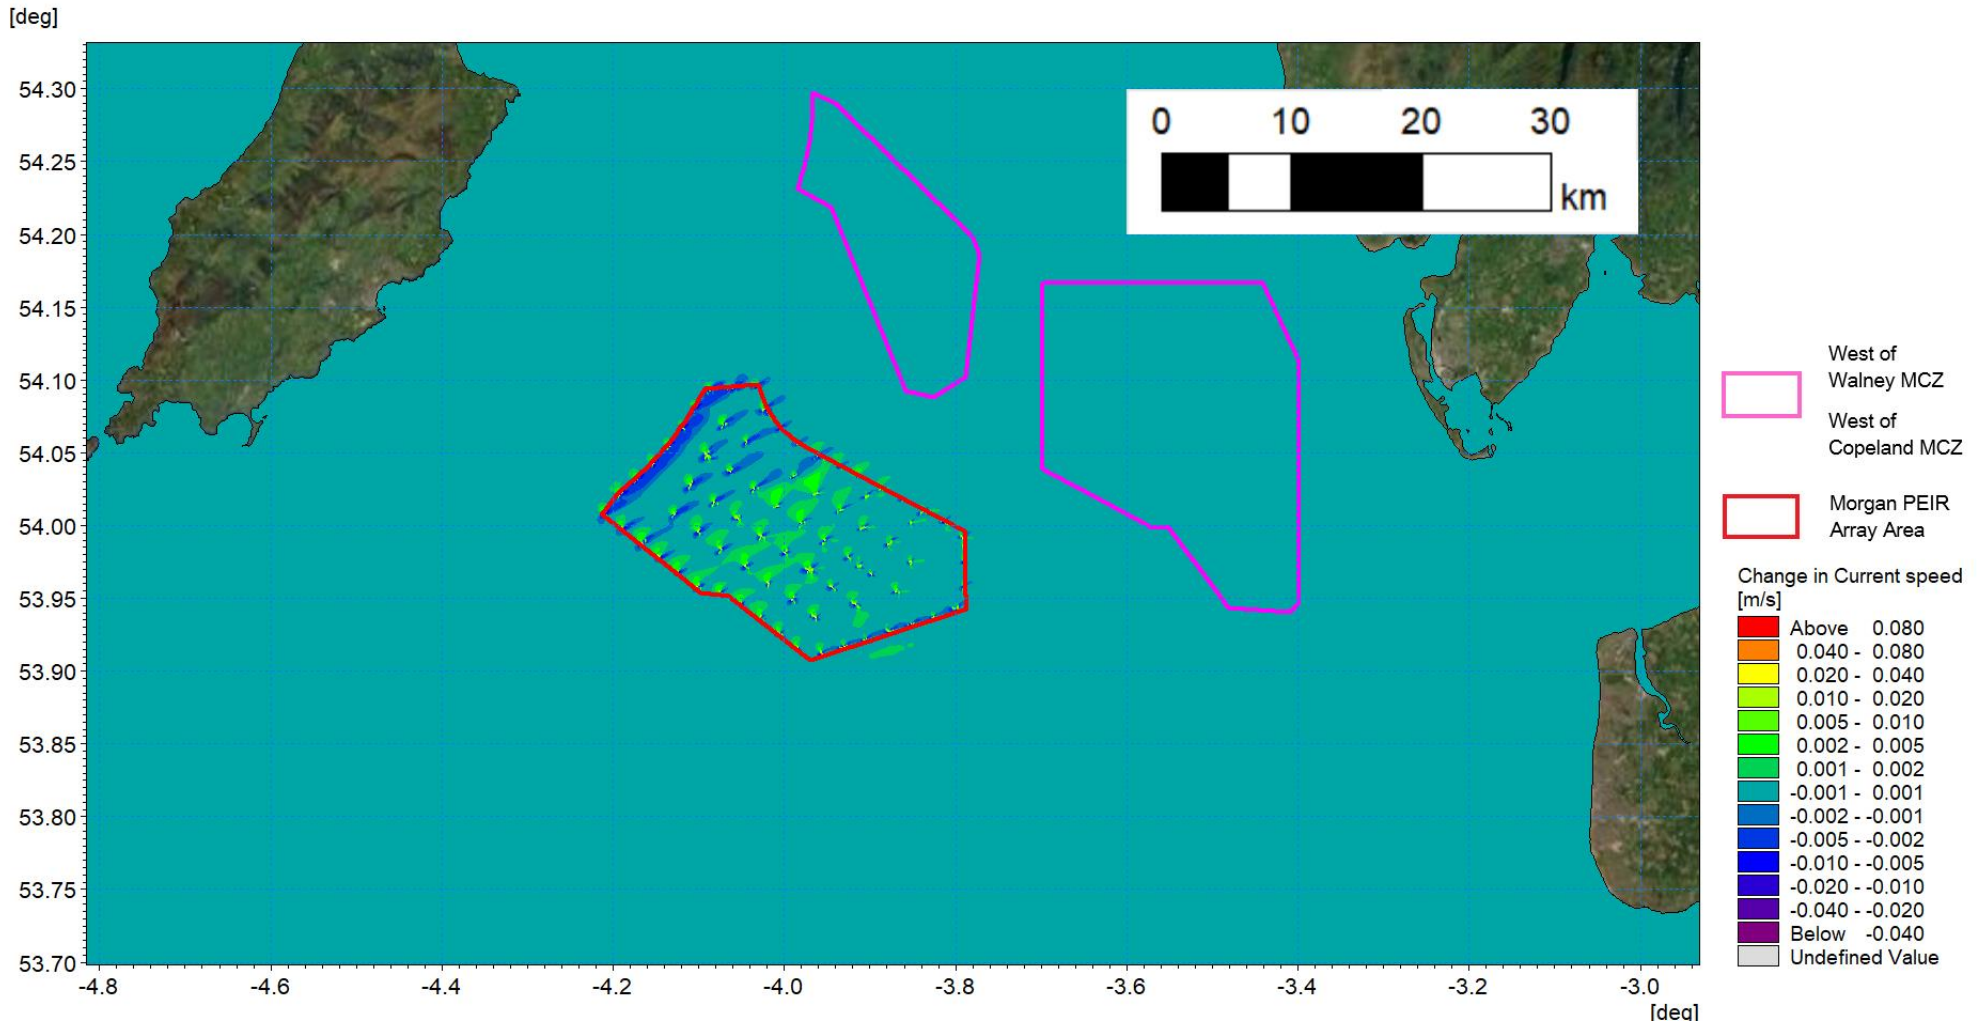 [deg]
54.30
54.25
54.20
54.15
54.10
54.05
54.00
53.95
53.90
53.85
53.80
53.75
53.70
-4.8 -4.6 -4.4 -4.2 -4.0 -3.8 -3.6 -3.4 -3.2 -3.0
[deg]
0 10 20 30
km
West of
Walney MCZ
West of
Copeland MCZ
Morgan PEIR
Array Area
Change in Current speed
[m/s]
Above 0.080
0.040 - 0.080
0.020 - 0.040
0.010 - 0.020
0.005 - 0.010
0.002 - 0.005
0.001 - 0.002
-0.001 - 0.001
-0.002 - -0.001
-0.005 - -0.002
-0.010 - -0.005
-0.020 - -0.010
-0.040 - -0.020
Below -0.040
Undefined Value